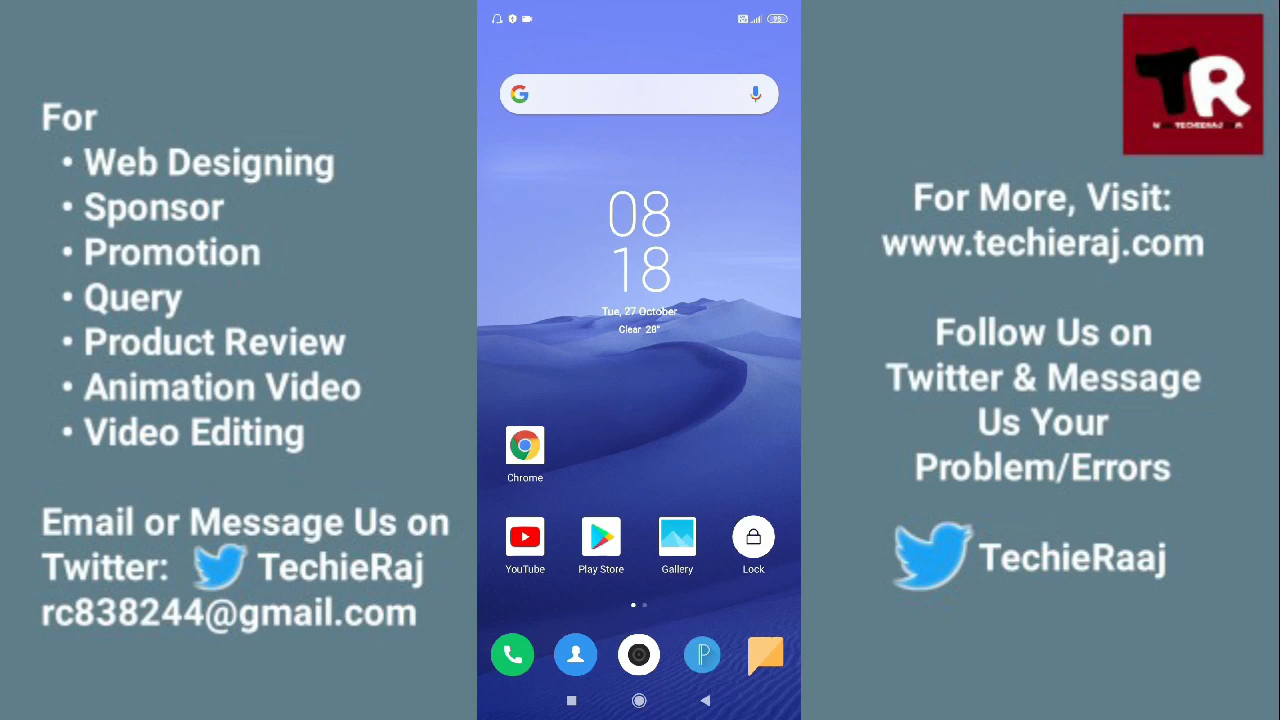 For
• Web Designing
• Sponsor
• Promotion
• Query
• Product Review
• Animation Video
• Video Editing
Email or Message Us on
Twitter: TechieRaj
rc838244@gmail.com
98
08
18
Tue, 27 October
Clear 28°
Chrome
YouTube
Play Store
Gallery
Lock
TR
For More, Visit:
www.techieraj.com
Follow Us on
Twitter & Message
Us Your
Problem/Errors
TechieRaaj